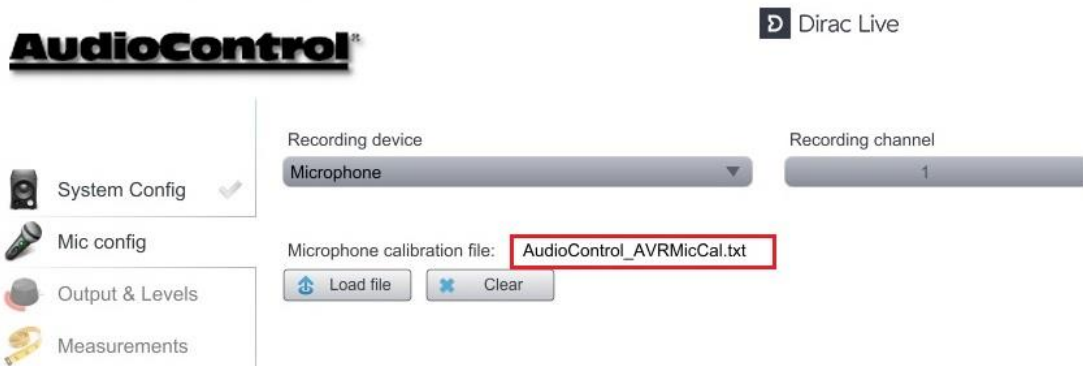 AudioControl®
Dirac Live
Recording device
Recording channel
Microphone
1
System Config
Mic config
Microphone calibration file: AudioControl_AVRMicCal.txt
Load file
Clear
Output & Levels
Measurements